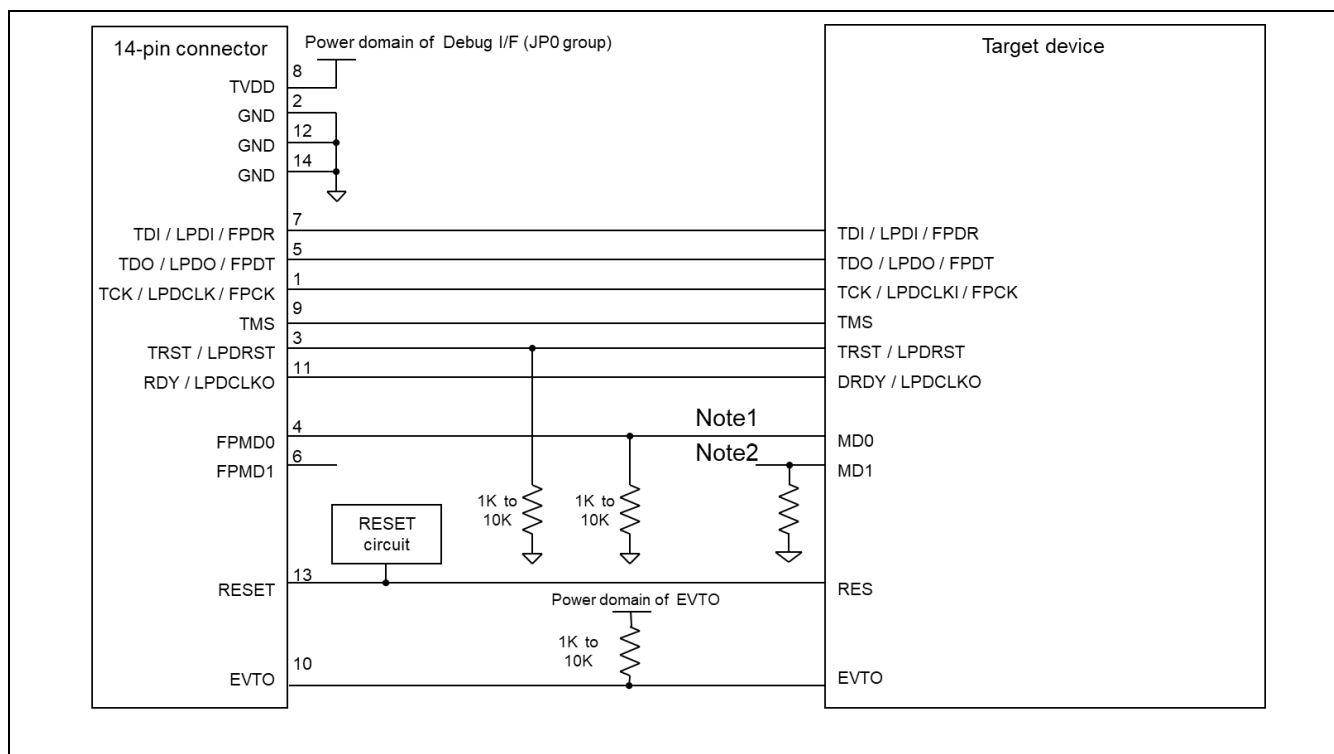 14-pin connector
Power domain of Debug I/F (JP0 group)
Target device
8
TVDD
2
GND
12
GND
14
GND
7
TDI / LPDI / FPDR
TDI / LPDI / FPDR
5
TDO / LPDO / FPDT
TDO / LPDO / FPDT
1
TCK / LPDCLK / FPCK
TCK / LPDCLKI / FPCK
9
TMS
TMS
3
TRST / LPDRST
TRST / LPDRST
11
RDY / LPDCLKO
DRDY / LPDCLKO
4
Note1
FPMD0
MD0
6
Note2
FPMD1
MD1
1K to
10K
1K to
10K
RESET
circuit
13
RESET
RES
Power domain of EVTO
1K to
10K
10
EVTO
EVTO